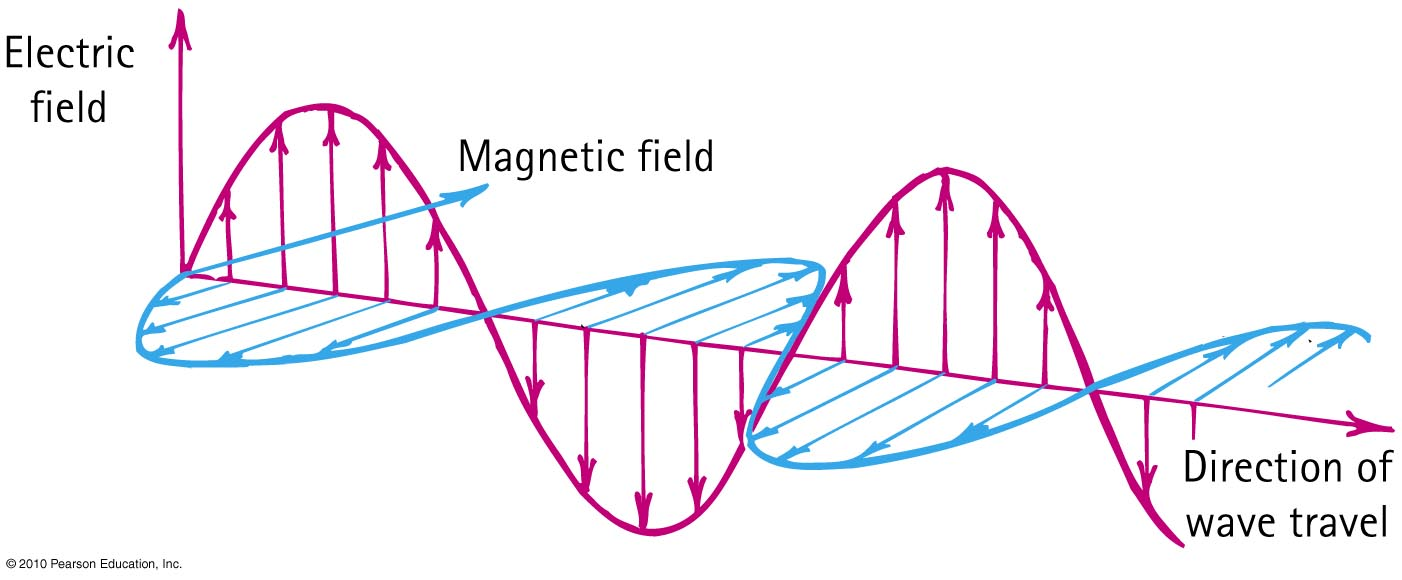 Electric
field
Magnetic field
Direction of
wave travel
© 2010 Pearson Education, Inc.